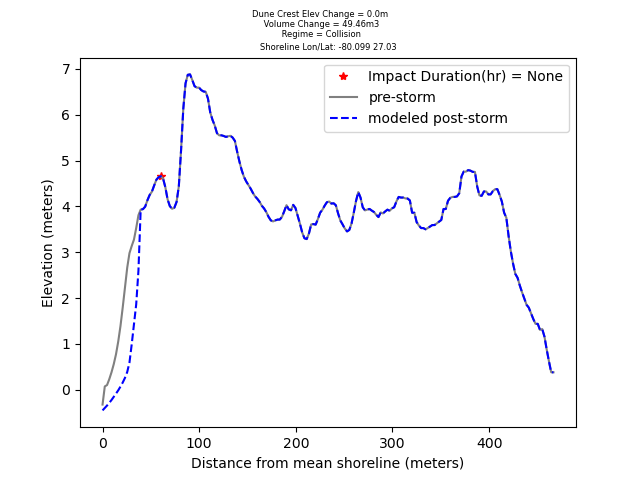 Dune Crest Elev Change = 0.0m
Volume Change = 49.46m3
Regime = Collision
Shoreline Lon/Lat: -80.099 27.03
Impact Duration(hr) = None
pre-storm
modeled post-storm
7
6
5
4
3
2
1
0
Elevation (meters)
0
100
200
300
400
Distance from mean shoreline (meters)